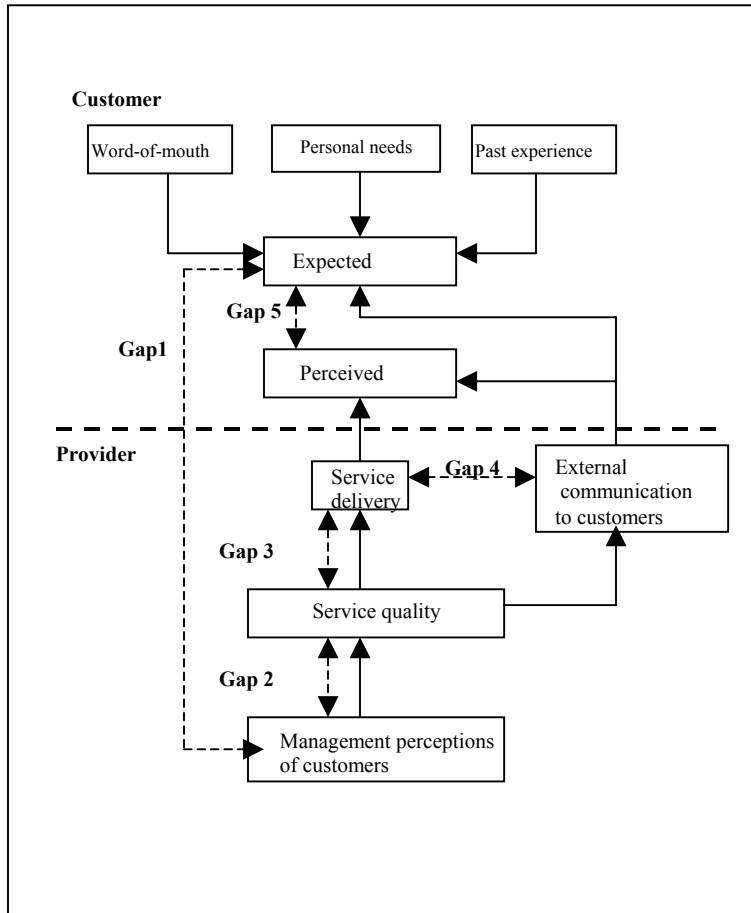 Customer
Word-of-mouth
Personal needs
Past experience
Expected
Gap 5
Gap1
Perceived
Provider
Service
delivery
Gap 4
External
communication
to customers
Gap 3
Service quality
Gap 2
Management perceptions
of customers